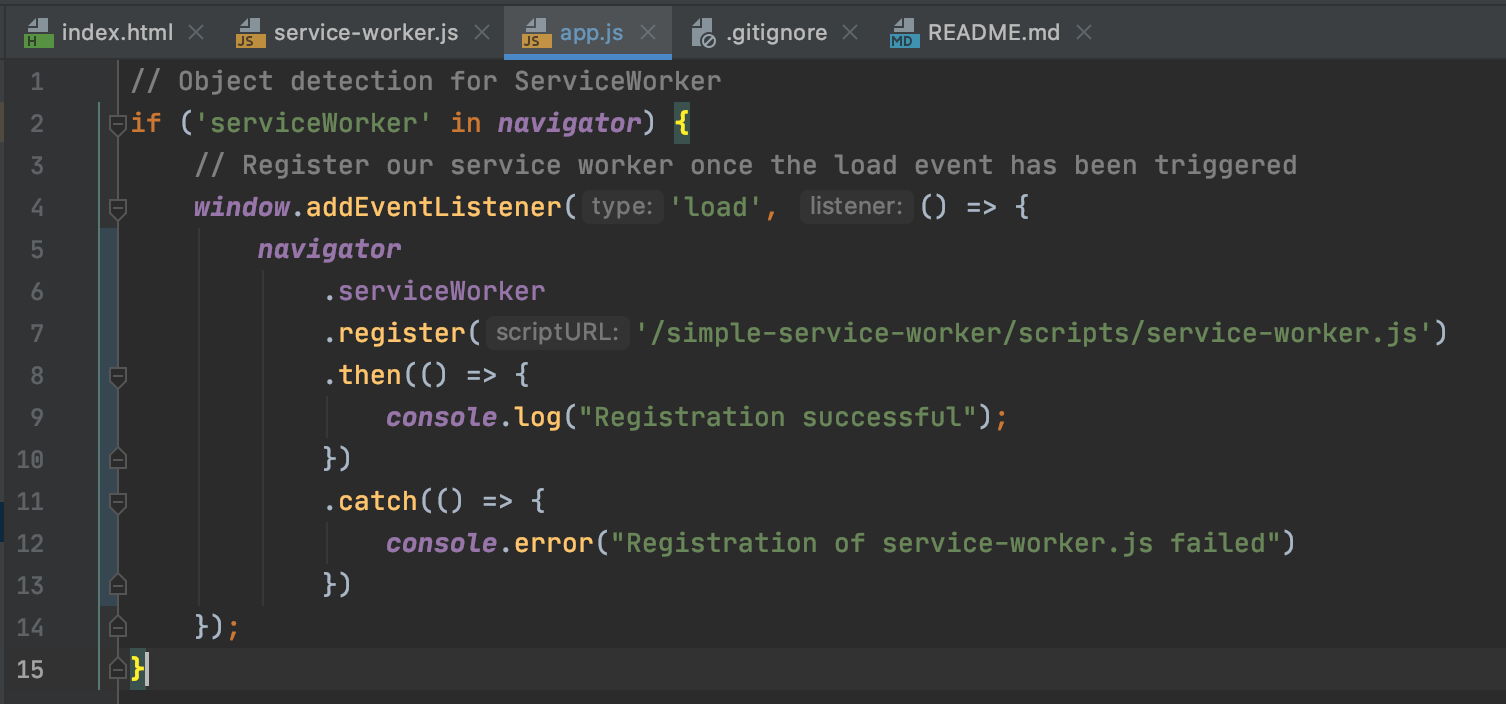 index.html service-worker.js app.js .gitignore README.md
1 // Object detection for ServiceWorker
2 if ('serviceWorker' in navigator) {
3 // Register our service worker once the load event has been triggered
4 window.addEventListener( type: 'load', listener: () => {
5 navigator
6 .serviceWorker
7 .register( scriptURL: '/simple-service-worker/scripts/service-worker.js')
8 .then(() => {
9 console.log("Registration successful");
10 })
11 .catch(() => {
12 console.error("Registration of service-worker.js failed")
13 })
14 });
15 }